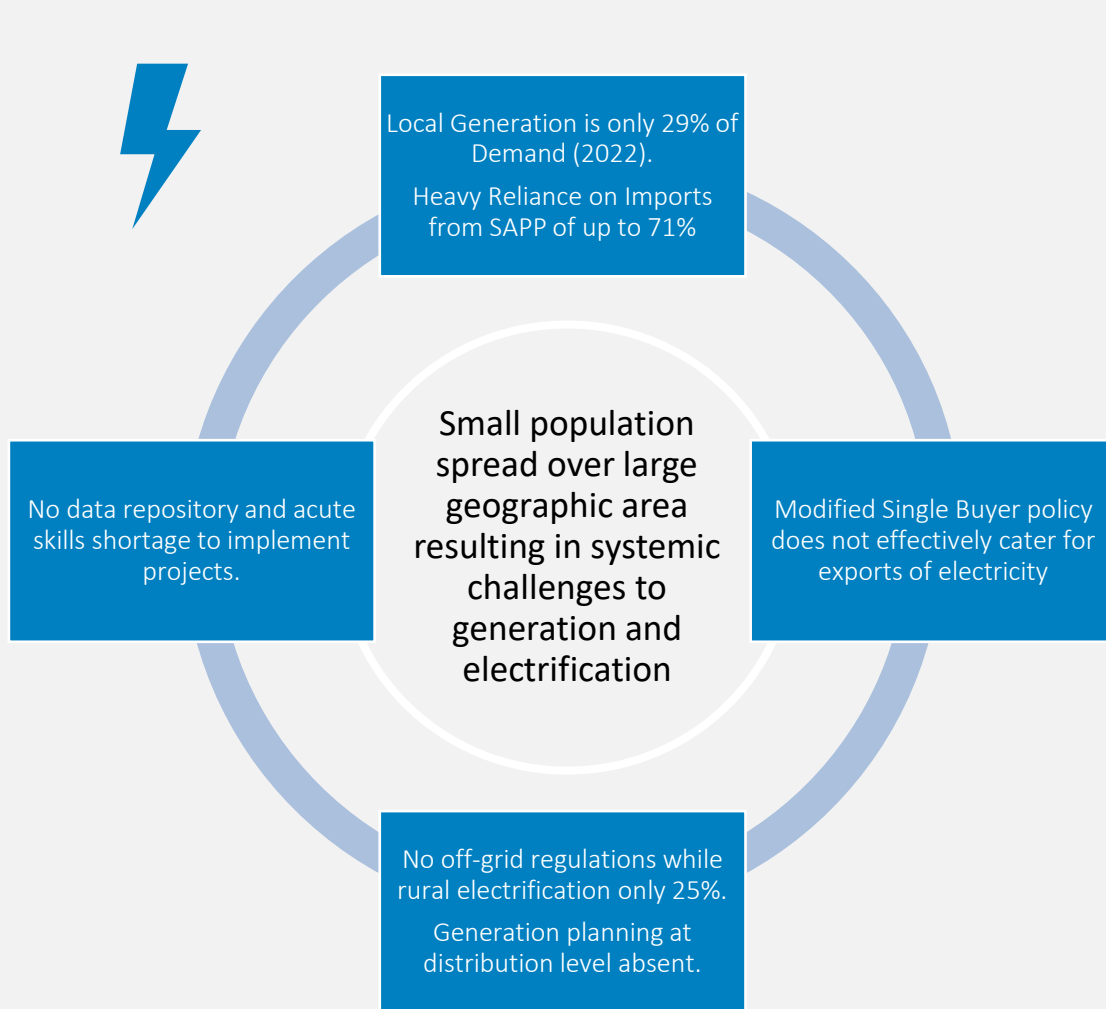 Local Generation is only 29% of
Demand (2022).
Heavy Reliance on Imports
from SAPP of up to 71%
Small population
spread over large
geographic area
resulting in systemic
challenges to
generation and
electrification
Modified Single Buyer policy
does not effectively cater for
exports of electricity
No off-grid regulations while
rural electrification only 25%.
Generation planning at
distribution level absent.
No data repository and acute
skills shortage to implement
projects.